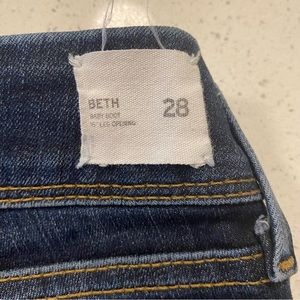 BETH
BABY BOOT
15" LEG OPENING
28